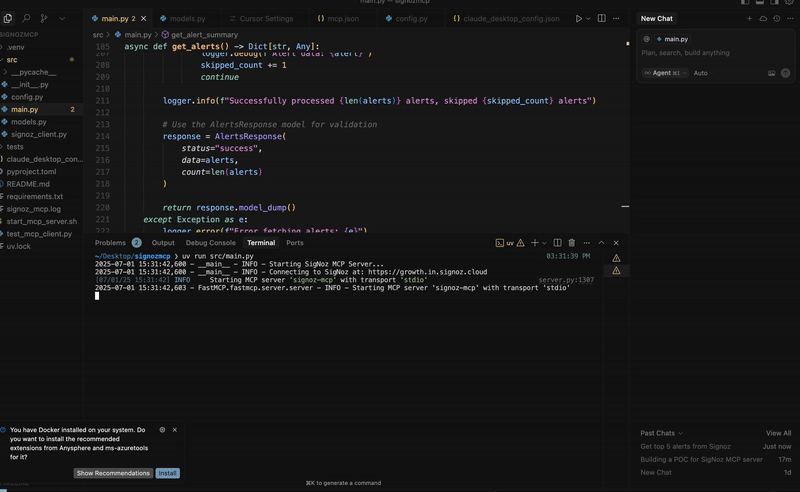 main.py — signozmcp
SIGNOZMCP
.venv
src
__pycache__
__init__.py
config.py
main.py 2
models.py
signoz_client.py
tests
claude_desktop_con...
pyproject.toml
README.md
requirements.txt
signoz_mcp.log
start_mcp_server.sh
test_mcp_client.py
uv.lock
main.py 2
models.py
Cursor Settings
mcp.json
config.py
claude_desktop_config.json
src > main.py > get_alert_summary
185 async def get_alerts() -> Dict[str, Any]:
207 logger.debug(f"Alert data: {alert}")
208 skipped_count += 1
209 continue
210
211 logger.info(f"Successfully processed {len(alerts)} alerts, skipped {skipped_count} alerts")
212
213 # Use the AlertsResponse model for validation
214 response = AlertsResponse(
215 status="success",
216 data=alerts,
217 count=len(alerts)
218 )
219
220 return response.model_dump()
221 except Exception as e:
222 logger.error(f"Error fetching alerts: {e}")
Problems 2 Output Debug Console Terminal Ports
uv
~/Desktop/signozmcp ❯ uv run src/main.py 03:31:39 PM
2025-07-01 15:31:42,600 - __main__ - INFO - Starting SigNoz MCP Server...
2025-07-01 15:31:42,600 - __main__ - INFO - Connecting to SigNoz at: https://growth.in.signoz.cloud
[07/01/25 15:31:42] INFO Starting MCP server 'signoz-mcp' with transport 'stdio' server.py:1307
2025-07-01 15:31:42,603 - FastMCP.fastmcp.server.server - INFO - Starting MCP server 'signoz-mcp' with transport 'stdio'
You have Docker installed on your system. Do
you want to install the recommended
extensions from Anysphere and ms-azuretools
for it?
Show Recommendations
Install
⌘K to generate a command
New Chat
@ main.py
Plan, search, build anything
∞ Agent ⌘I Auto
Past Chats View All
Get top 5 alerts from Signoz Just now
Building a POC for SigNoz MCP server 17m
New Chat 1d